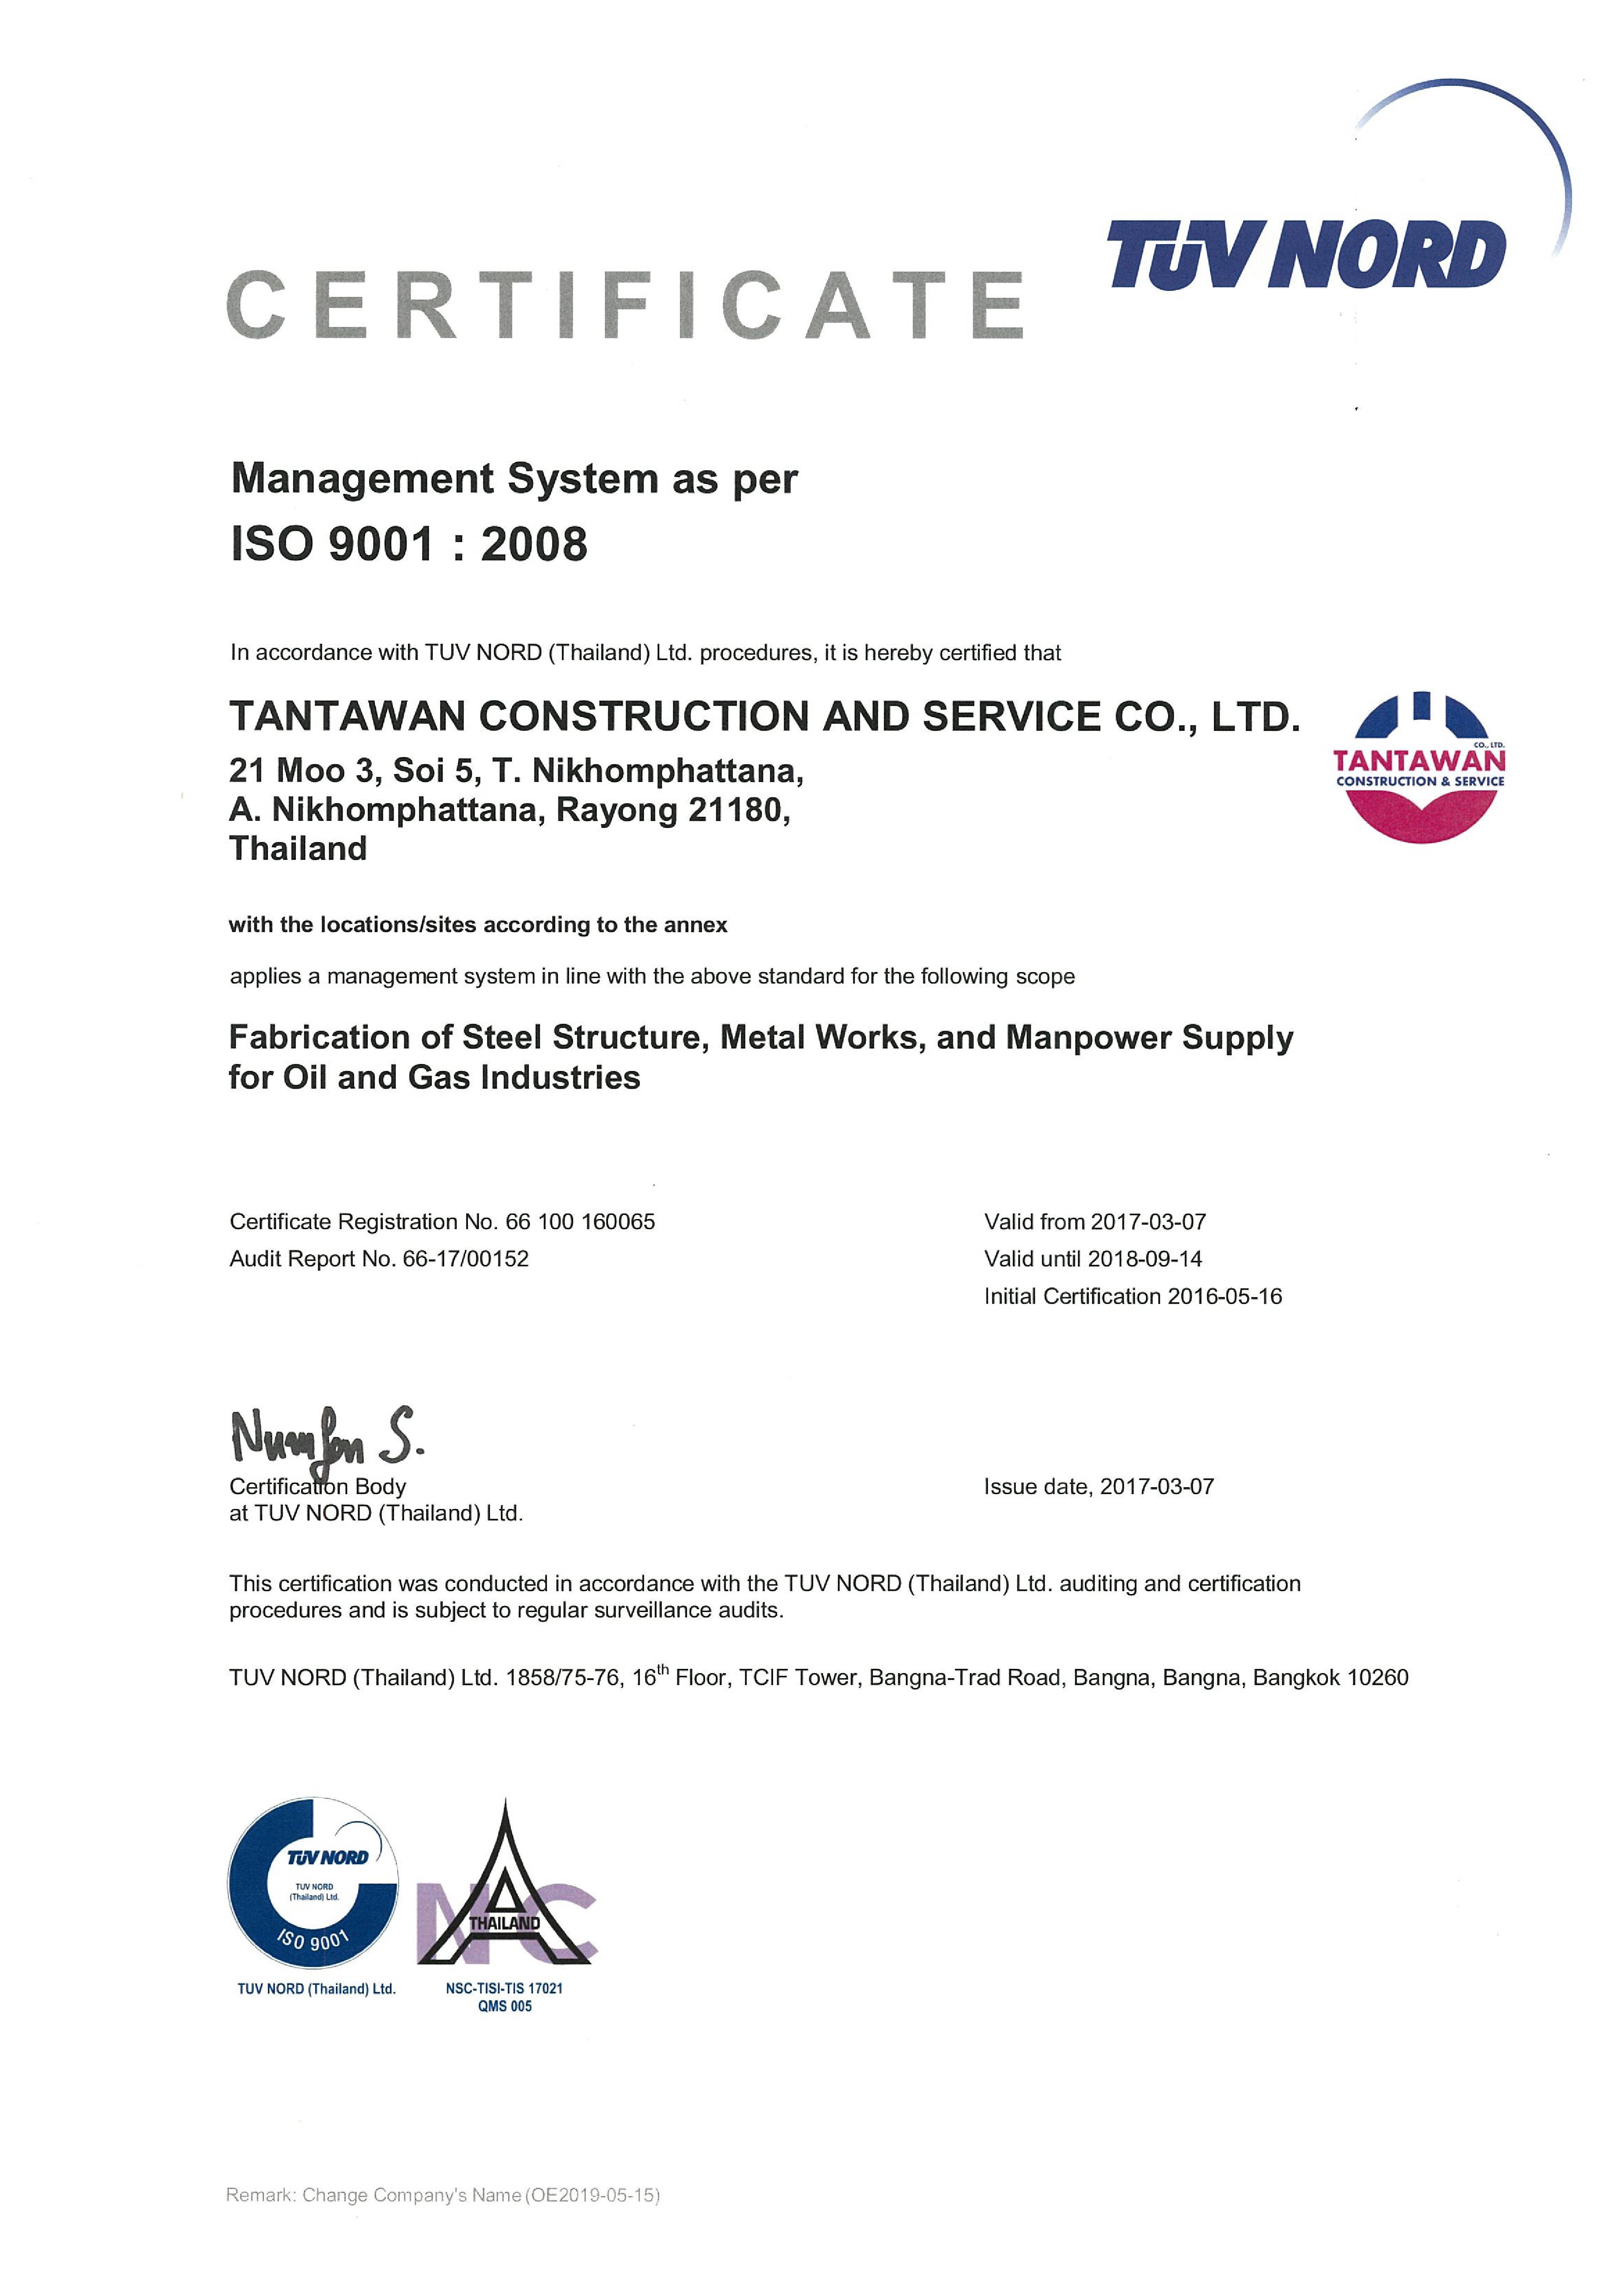 TÜV NORD
CERTIFICATE
Management System as per
ISO 9001 : 2008
In accordance with TUV NORD (Thailand) Ltd. procedures, it is hereby certified that
TANTAWAN CONSTRUCTION AND SERVICE CO., LTD.
21 Moo 3, Soi 5, T. Nikhomphattana,
A. Nikhomphattana, Rayong 21180,
Thailand
CO., LTD.
TANTAWAN
CONSTRUCTION & SERVICE
with the locations/sites according to the annex
applies a management system in line with the above standard for the following scope
Fabrication of Steel Structure, Metal Works, and Manpower Supply
for Oil and Gas Industries
Certificate Registration No. 66 100 160065
Audit Report No. 66-17/00152
Valid from 2017-03-07
Valid until 2018-09-14
Initial Certification 2016-05-16
S.
Certification Body
at TUV NORD (Thailand) Ltd.
Issue date, 2017-03-07
This certification was conducted in accordance with the TUV NORD (Thailand) Ltd. auditing and certification
procedures and is subject to regular surveillance audits.
TUV NORD (Thailand) Ltd. 1858/75-76, 16th Floor, TCIF Tower, Bangna-Trad Road, Bangna, Bangna, Bangkok 10260
TÜV NORD
TUV NORD
(Thailand) Ltd.
ISO 9001
TUV NORD (Thailand) Ltd.
NAC
THAILAND
NSC-TISI-TIS 17021
QMS 005
Remark: Change Company's Name (OE2019-05-15)